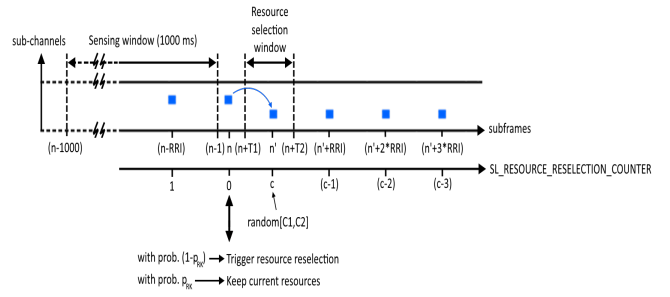 Resource
selection
window
sub-channels
Sensing window (1000 ms)
subframes
(n-1000) (n-RRI) (n-1) n (n+T1) n' (n+T2) (n'+RRI) (n'+2*RRI) (n'+3*RRI)
SL_RESOURCE_RESELECTION_COUNTER
1 0 c (c-1) (c-2) (c-3)
random[C1,C2]
with prob. (1-pRK) Trigger resource reselection
with prob. pRK Keep current resources